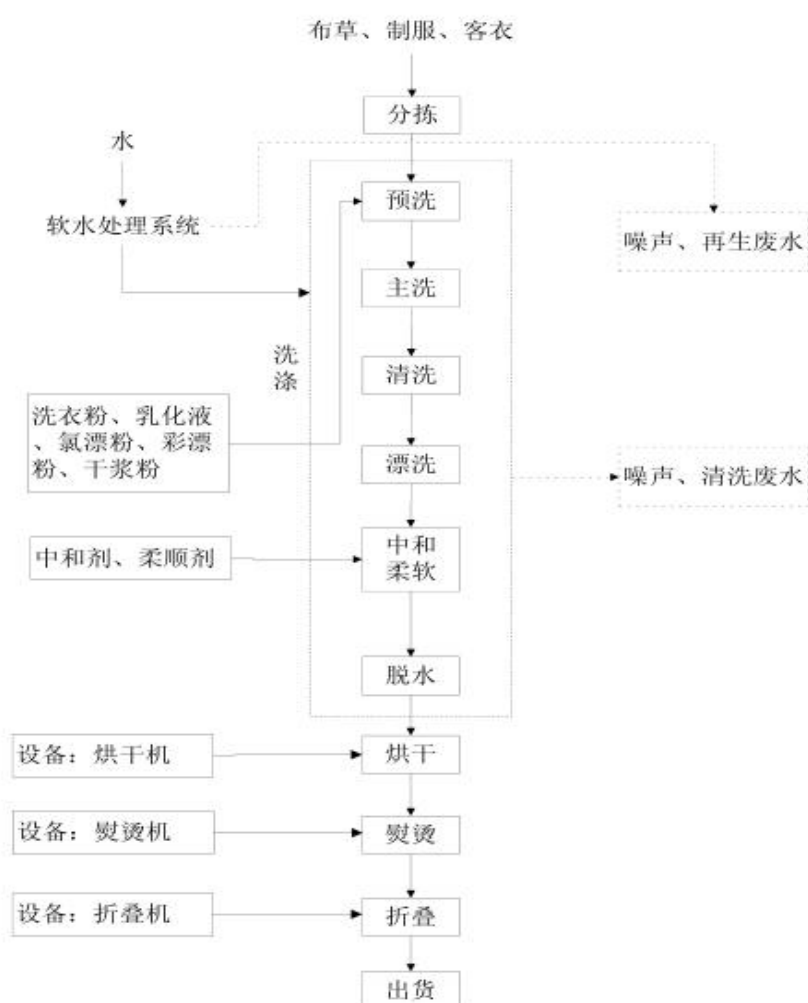 布草、制服、客衣
分拣
水
预洗
软水处理系统
噪声、再生废水
主洗
洗
涤
清洗
洗衣粉、乳化液
、氯漂粉、彩漂
粉、干浆粉
漂洗
噪声、清洗废水
中和剂、柔顺剂
中和
柔软
脱水
设备：烘干机
烘干
设备：熨烫机
熨烫
设备：折叠机
折叠
出货